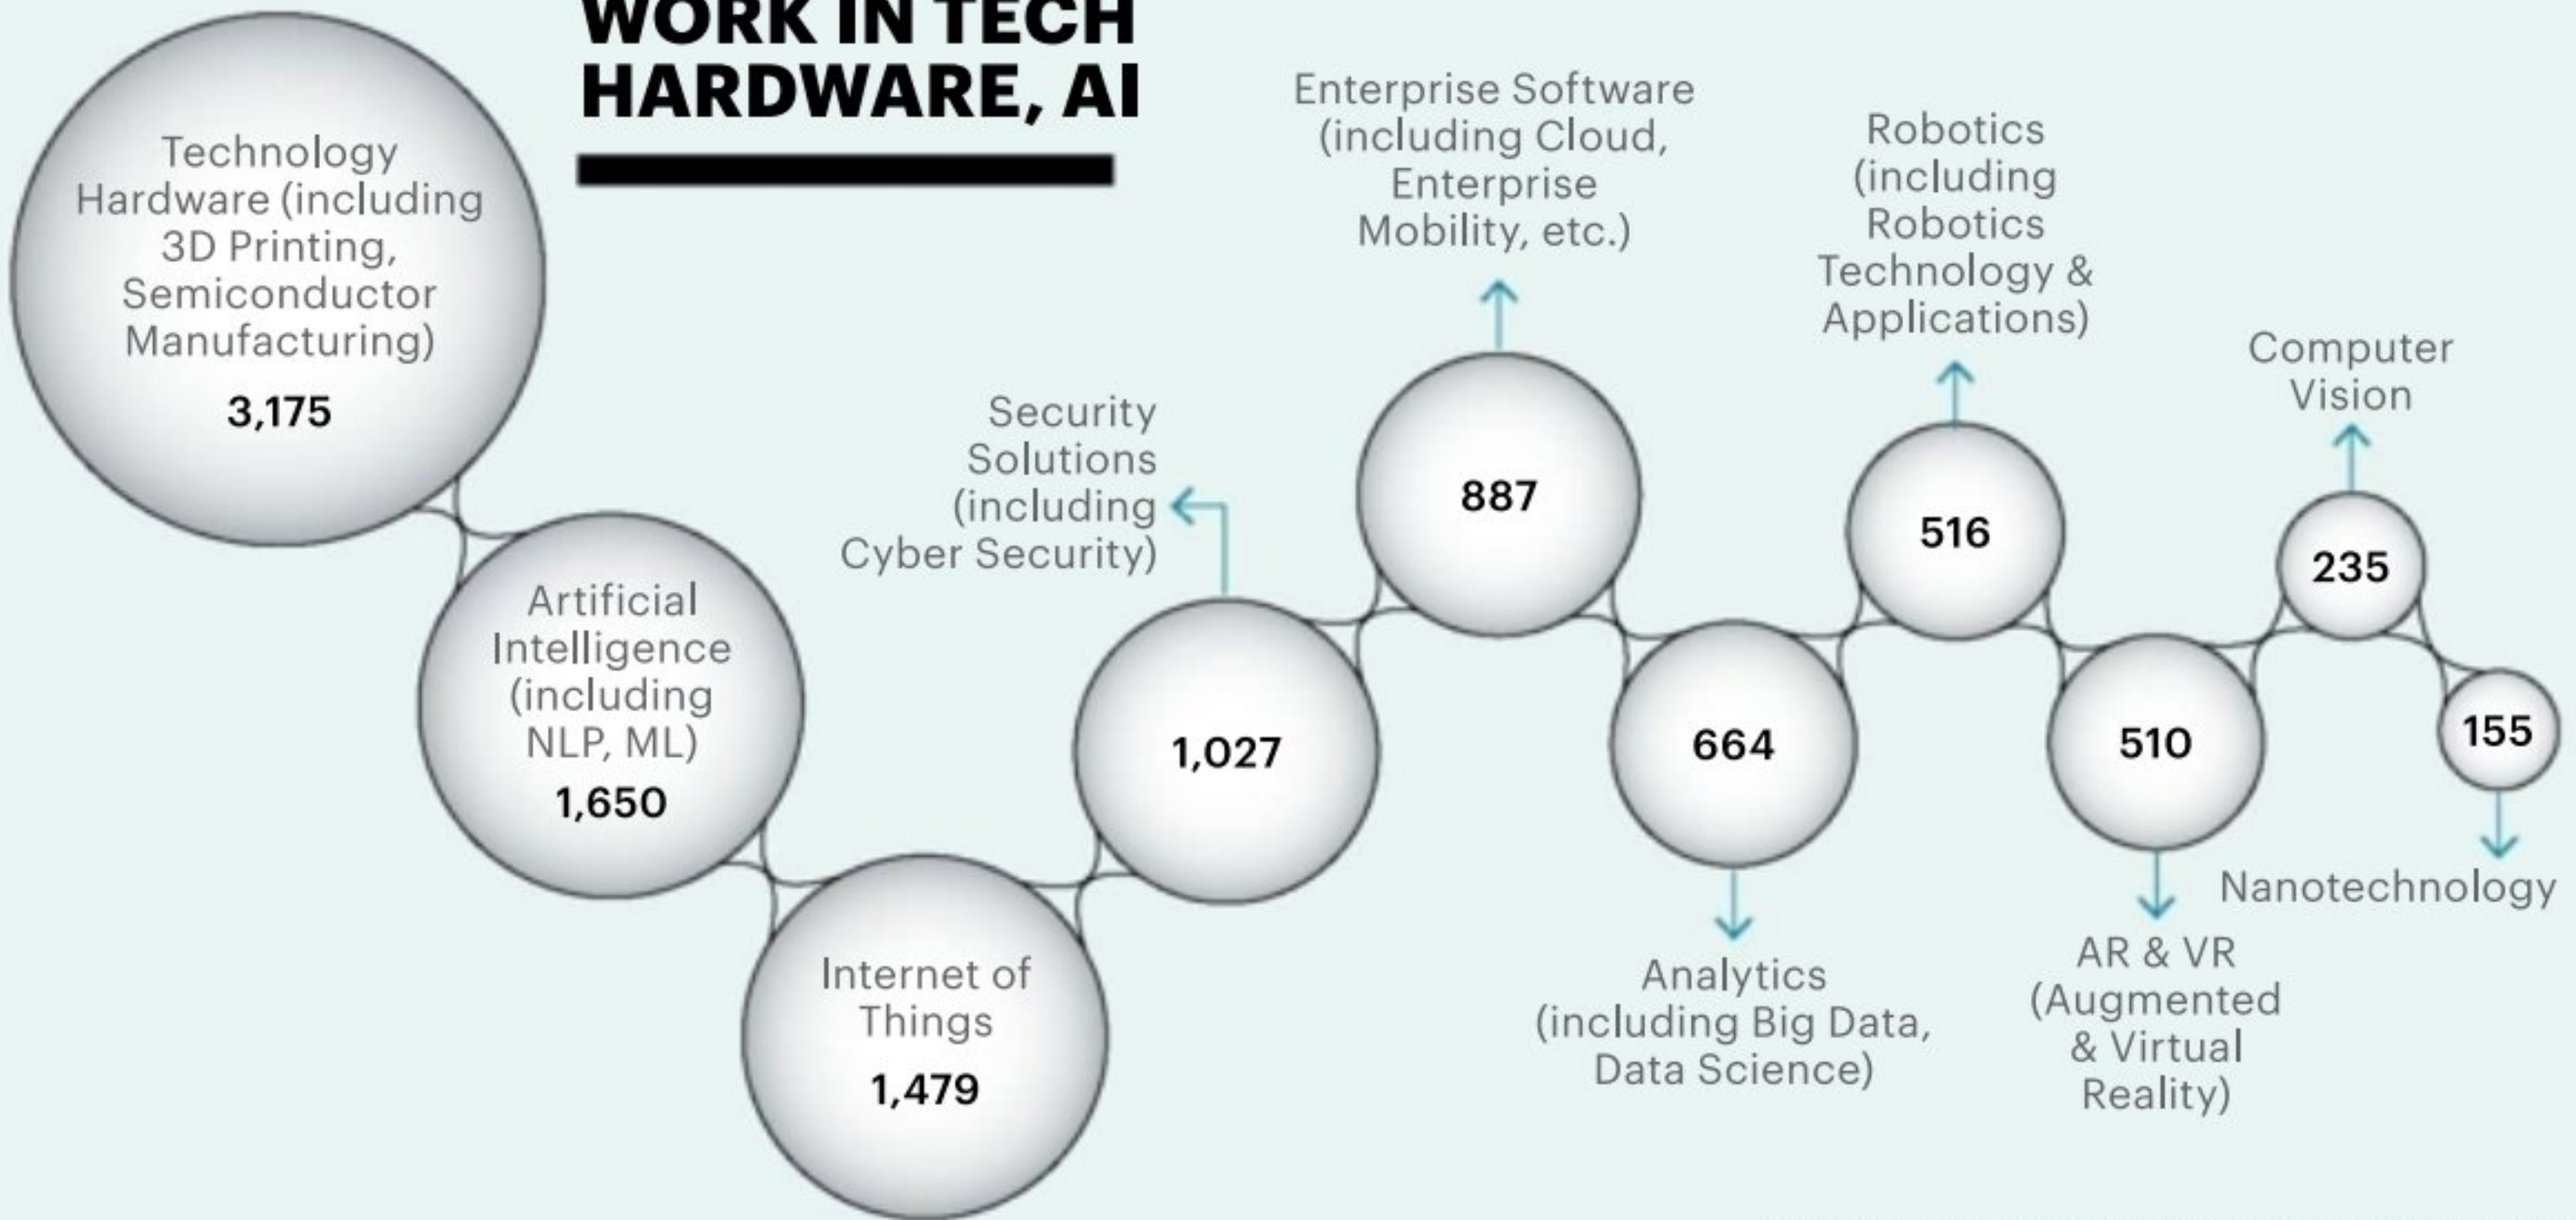 WORK IN TECH
HARDWARE, AI
Technology
Hardware (including
3D Printing,
Semiconductor
Manufacturing)
3,175
Artificial
Intelligence
(including
NLP, ML)
1,650
Internet of
Things
1,479
Security
Solutions
(including
Cyber Security)
1,027
Enterprise Software
(including Cloud,
Enterprise
Mobility, etc.)
887
664
Analytics
(including Big Data,
Data Science)
Robotics
(including
Robotics
Technology &
Applications)
516
510
AR & VR
(Augmented
& Virtual
Reality)
Computer
Vision
235
155
Nanotechnology